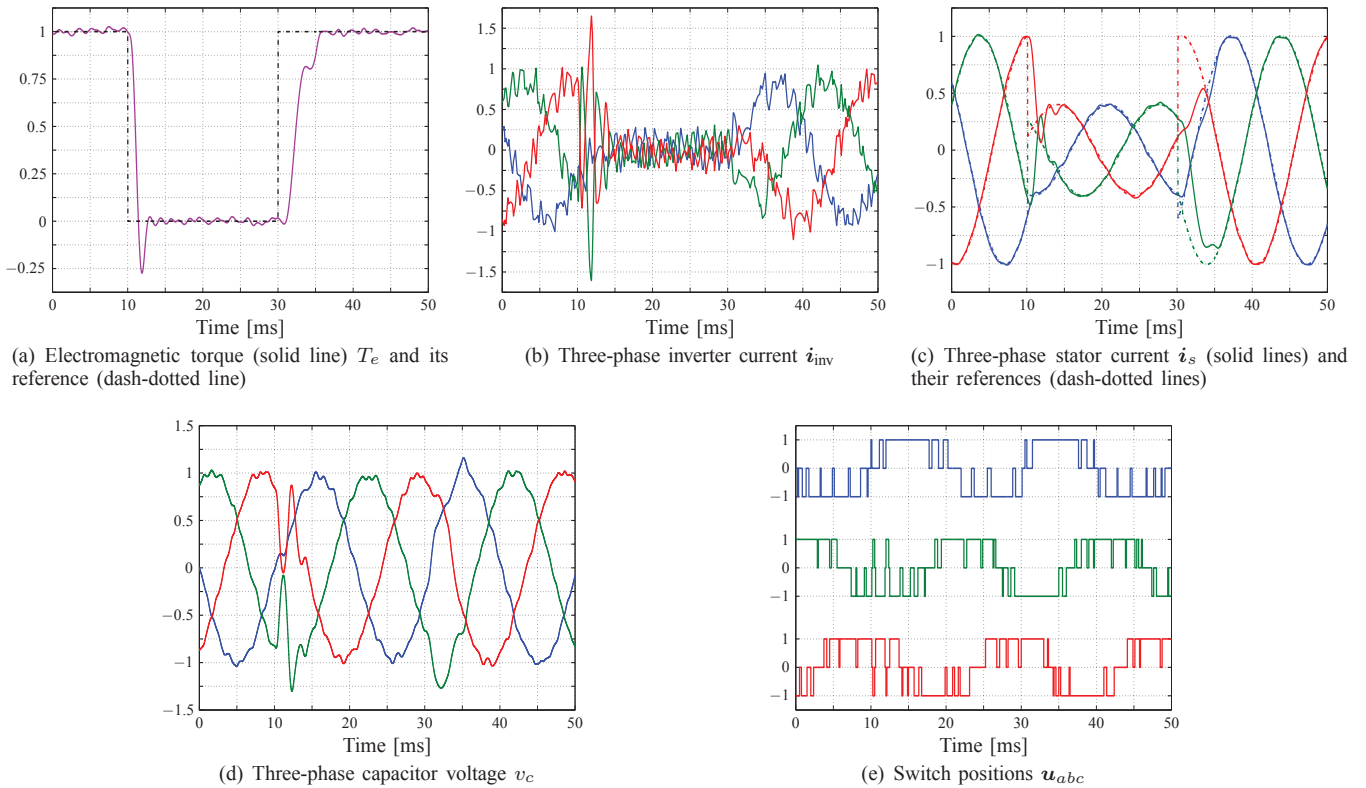 1
0.75
0.5
0.25
0
−0.25
0 10 20 30 40 50
Time [ms]
(a) Electromagnetic torque (solid line) Te and its
reference (dash-dotted line)
1.5
1
0.5
0
−0.5
−1
−1.5
0 10 20 30 40 50
Time [ms]
(b) Three-phase inverter current iinv
1
0.5
0
−0.5
−1
0 10 20 30 40 50
Time [ms]
(c) Three-phase stator current is (solid lines) and
their references (dash-dotted lines)
1.5
1
0.5
0
−0.5
−1
−1.5
0 10 20 30 40 50
Time [ms]
(d) Three-phase capacitor voltage vc
1
0
−1
1
0
−1
1
0
−1
0 10 20 30 40 50
Time [ms]
(e) Switch positions uabc